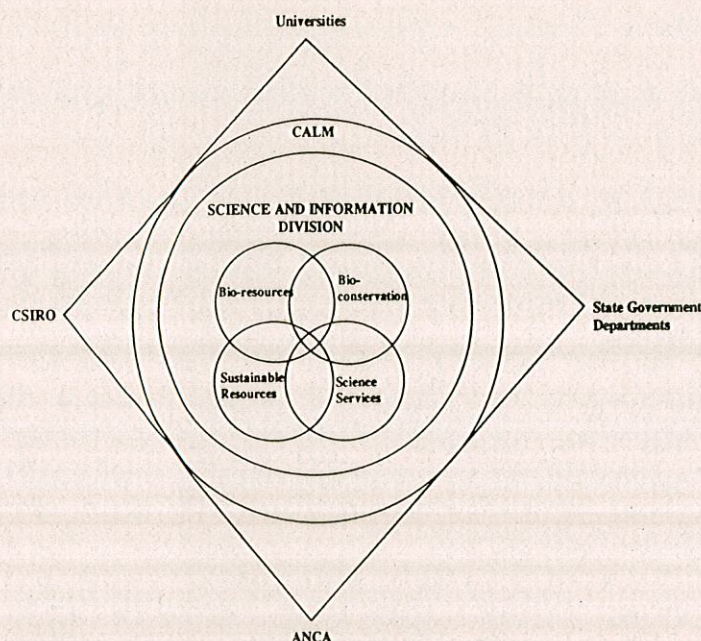 Universities
CALM
SCIENCE AND INFORMATION
DIVISION
Bio-resources
Bio-
conservation
CSIRO
State Government
Departments
Sustainable
Resources
Science
Services
ANCA